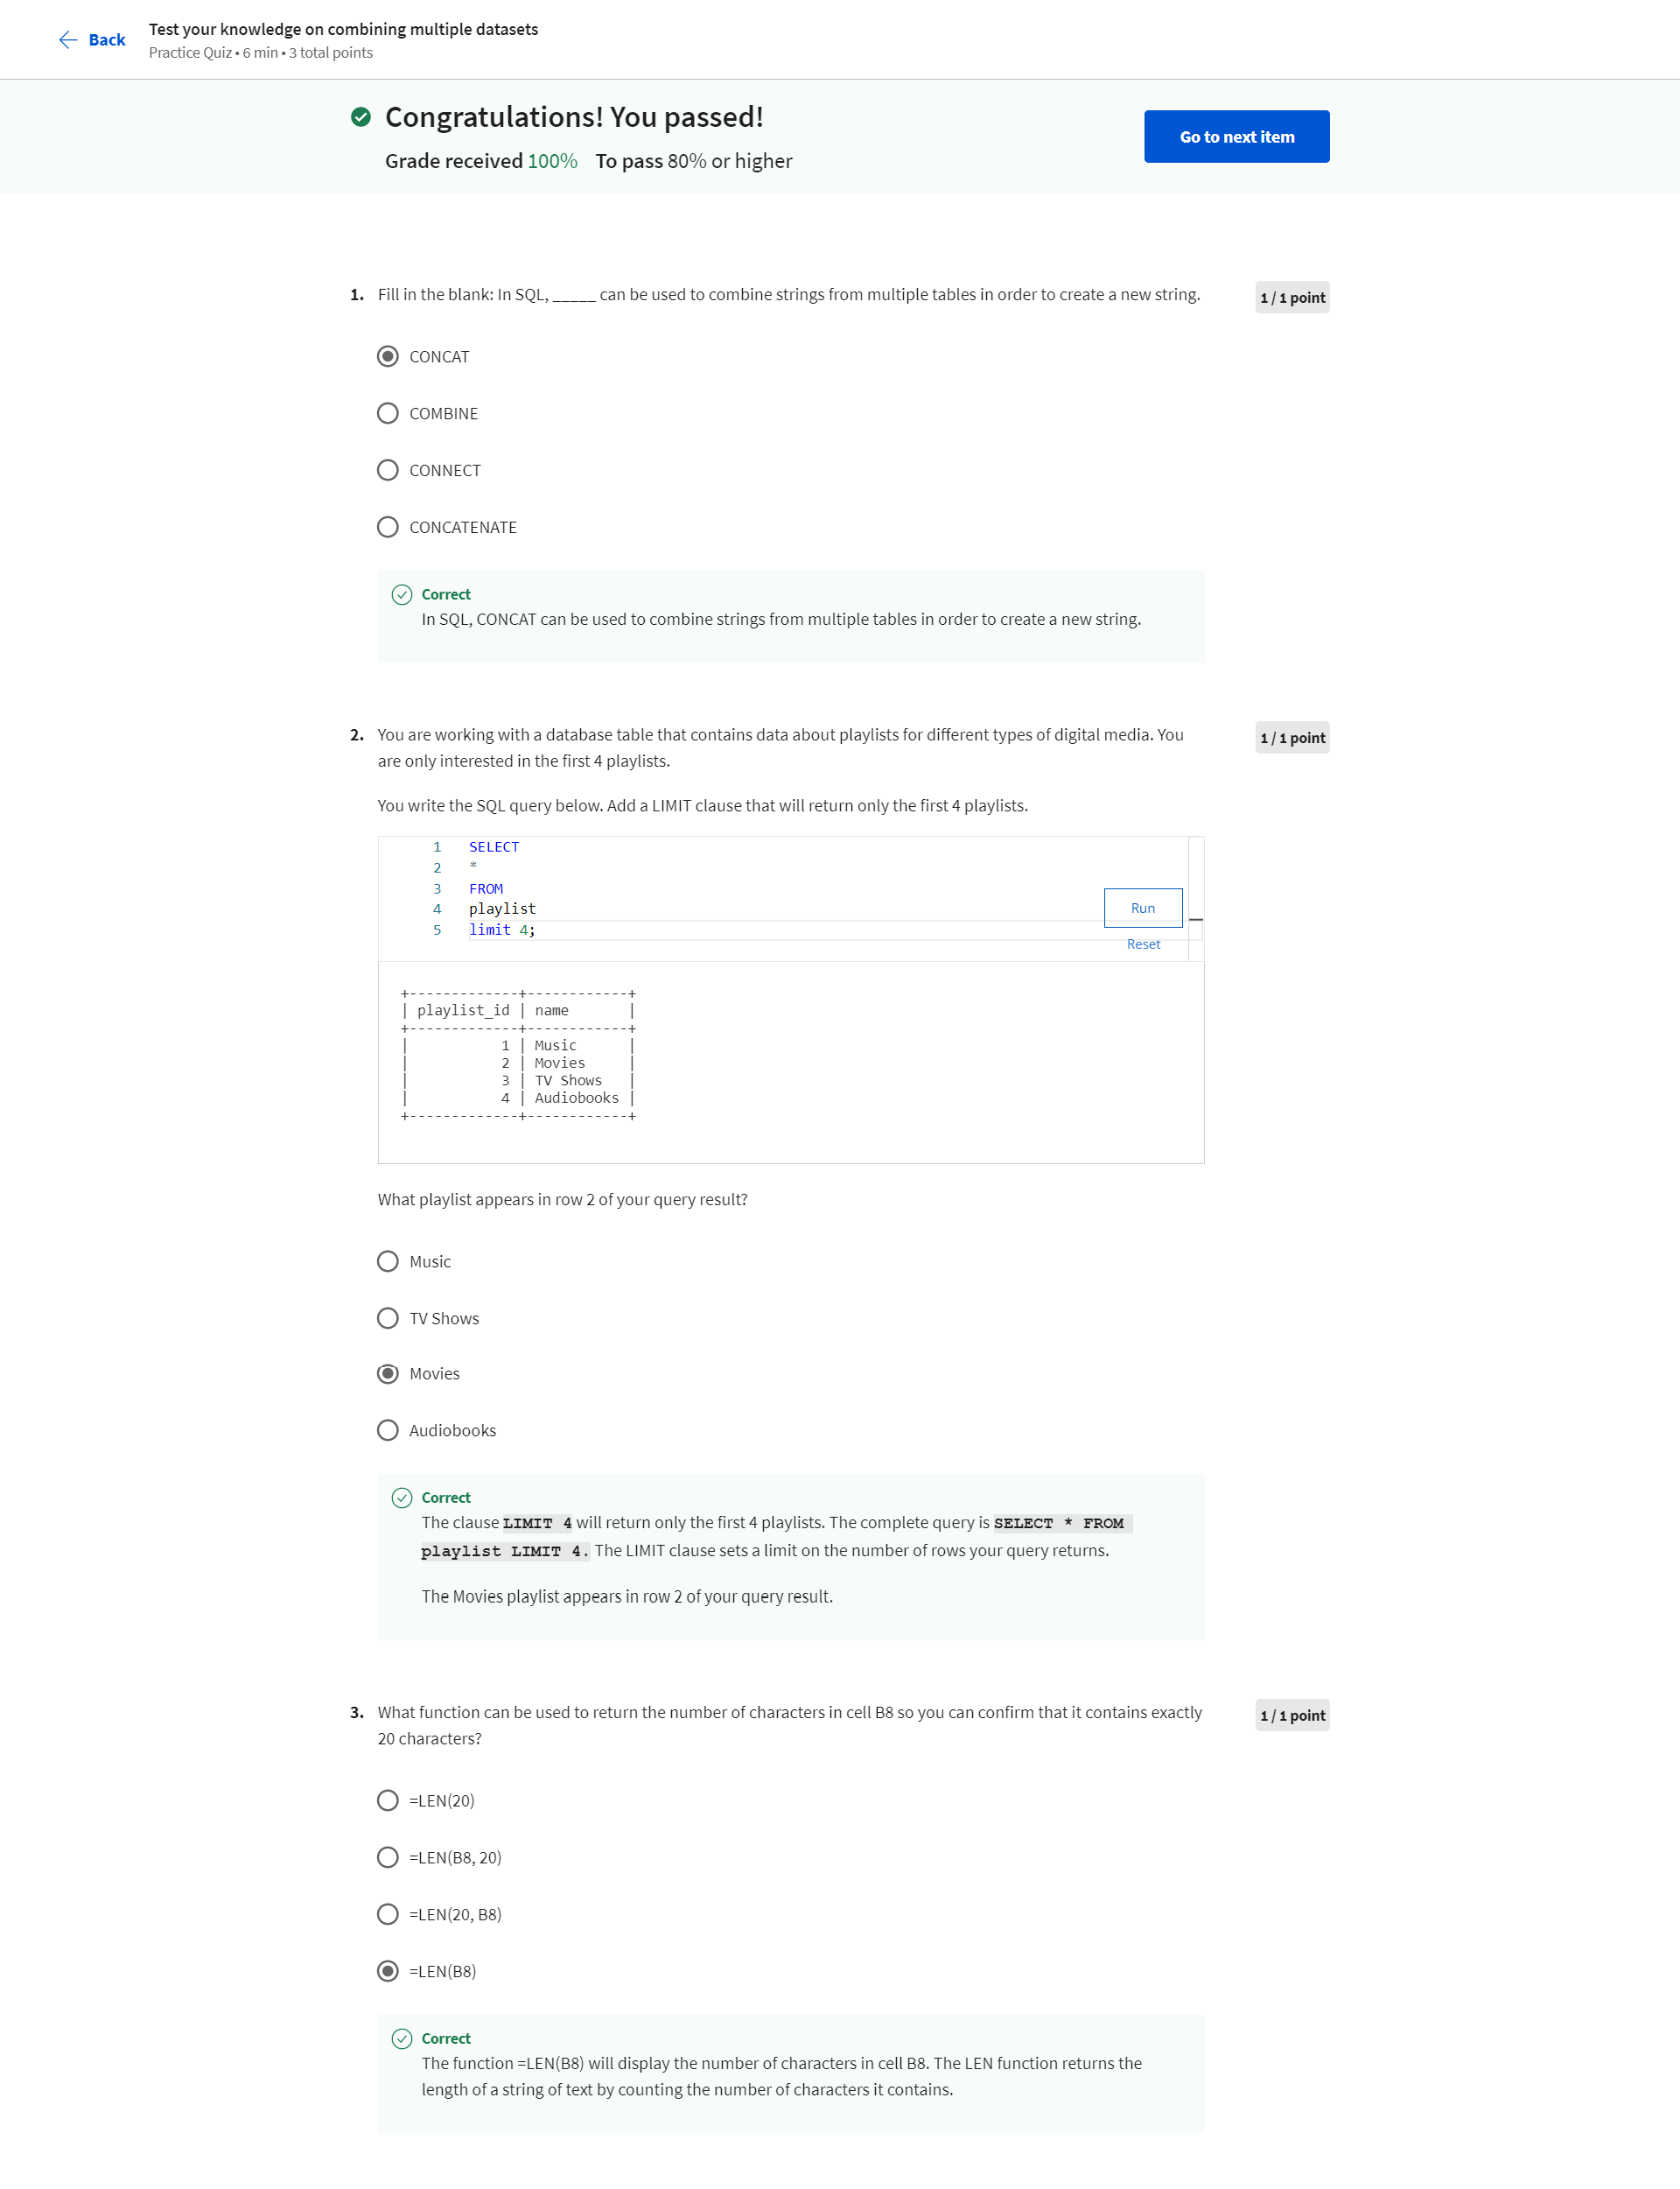 Back
Test your knowledge on combining multiple datasets
Practice Quiz • 6 min • 3 total points
Congratulations! You passed!
Grade received 100% To pass 80% or higher
Go to next item
1. Fill in the blank: In SQL, _____ can be used to combine strings from multiple tables in order to create a new string.
1 / 1 point
CONCAT
COMBINE
CONNECT
CONCATENATE
Correct
In SQL, CONCAT can be used to combine strings from multiple tables in order to create a new string.
2. You are working with a database table that contains data about playlists for different types of digital media. You
are only interested in the first 4 playlists.
1 / 1 point
You write the SQL query below. Add a LIMIT clause that will return only the first 4 playlists.
1 SELECT
2 *
3 FROM
4 playlist
5 limit 4;
Run
Reset
+-------------+------------+
| playlist_id | name       |
+-------------+------------+
|           1 | Music      |
|           2 | Movies     |
|           3 | TV Shows   |
|           4 | Audiobooks |
+-------------+------------+
What playlist appears in row 2 of your query result?
Music
TV Shows
Movies
Audiobooks
Correct
The clause LIMIT 4 will return only the first 4 playlists. The complete query is SELECT * FROM
playlist LIMIT 4. The LIMIT clause sets a limit on the number of rows your query returns.
The Movies playlist appears in row 2 of your query result.
3. What function can be used to return the number of characters in cell B8 so you can confirm that it contains exactly
20 characters?
1 / 1 point
=LEN(20)
=LEN(B8, 20)
=LEN(20, B8)
=LEN(B8)
Correct
The function =LEN(B8) will display the number of characters in cell B8. The LEN function returns the
length of a string of text by counting the number of characters it contains.